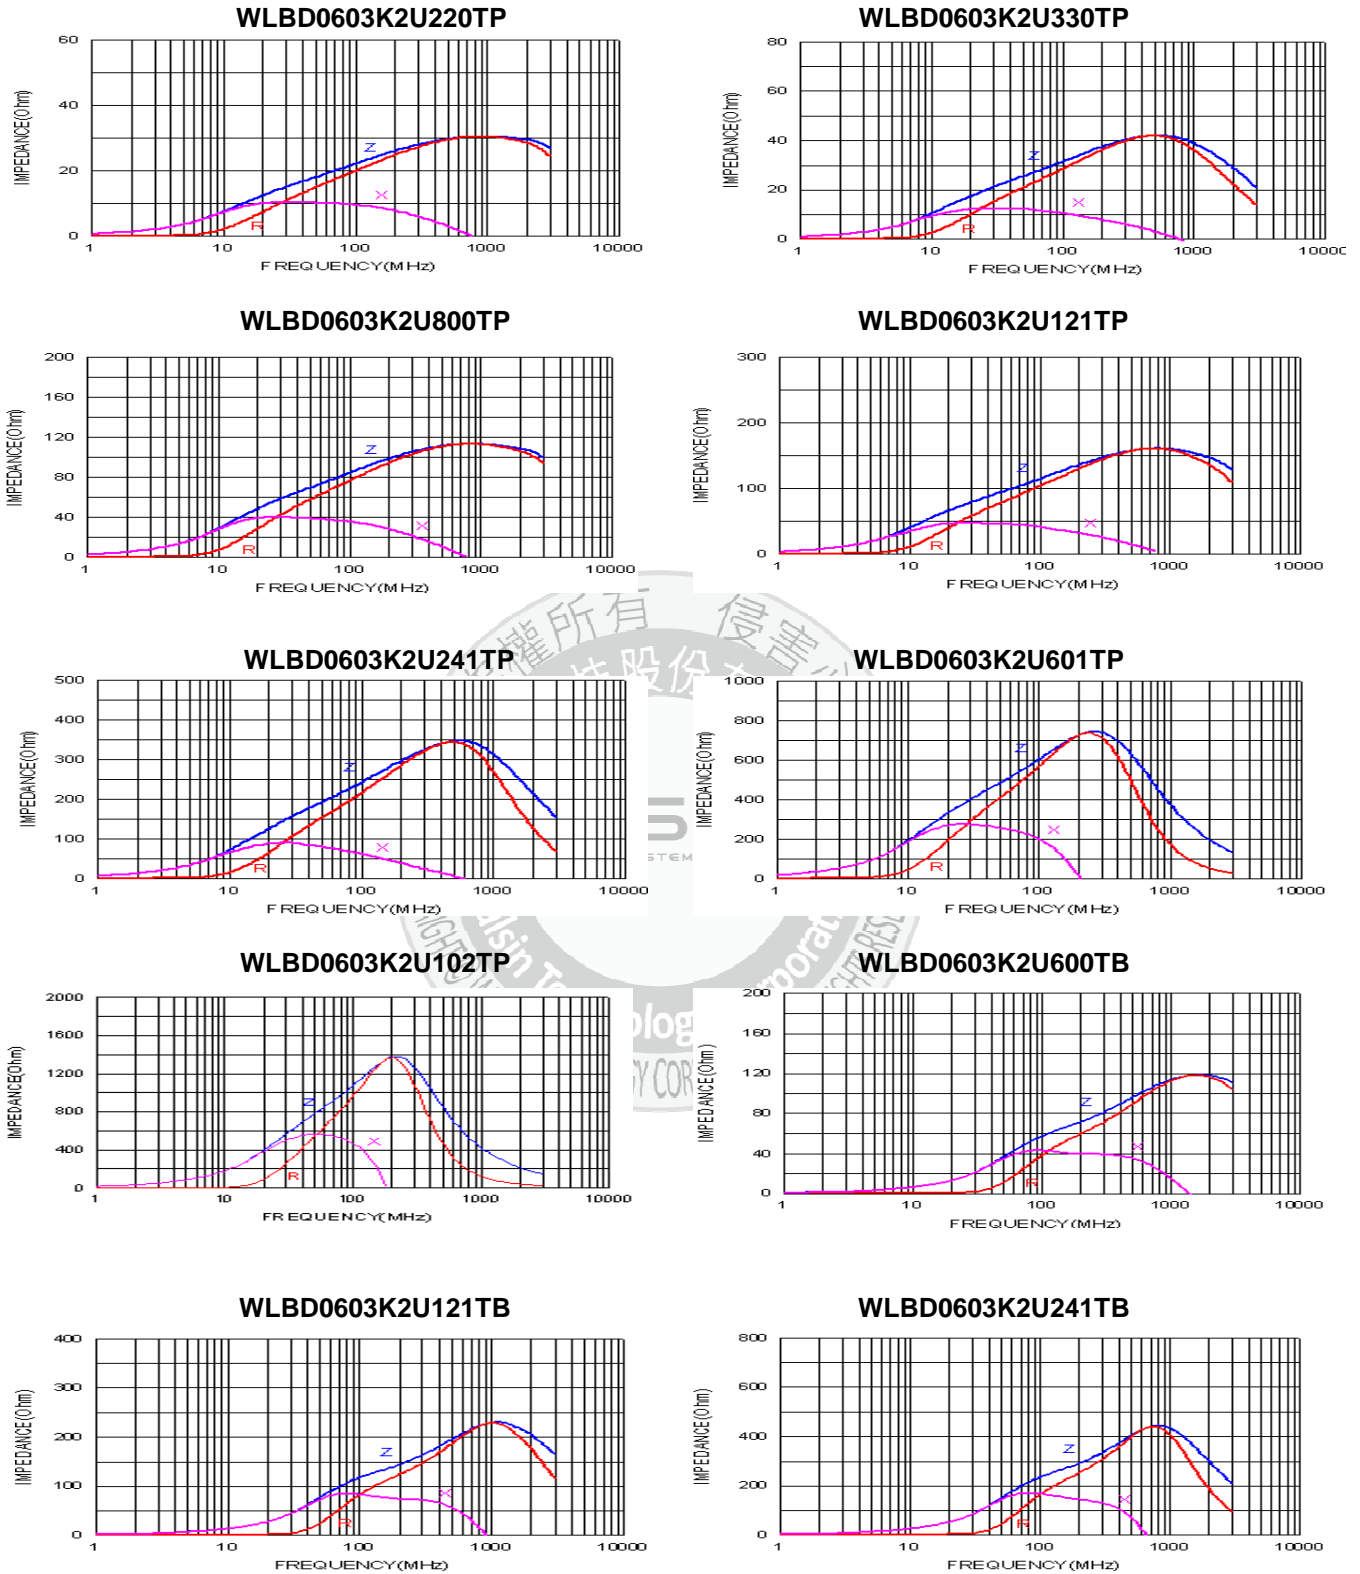 WLBD0603K2U220TP
60
40
20
0
IMPEDANCE(Ohm)
Z
X
R
1 10 100 1000 10000
FREQUENCY(MHz)
WLBD0603K2U330TP
80
60
40
20
0
IMPEDANCE(Ohm)
Z
X
R
1 10 100 1000 10000
FREQUENCY(MHz)
WLBD0603K2U800TP
200
160
120
80
40
0
IMPEDANCE(Ohm)
Z
X
R
1 10 100 1000 10000
FREQUENCY(MHz)
WLBD0603K2U121TP
300
200
100
0
IMPEDANCE(Ohm)
Z
X
R
1 10 100 1000 10000
FREQUENCY(MHz)
權所有 侵害
股份
WLBD0603K2U241TP
500
400
300
200
100
0
IMPEDANCE(Ohm)
Z
X
R
1 10 100 1000 10000
FREQUENCY(MHz)
WLBD0603K2U601TP
1000
800
600
400
200
0
IMPEDANCE(Ohm)
Z
X
R
1 10 100 1000 10000
FREQUENCY(MHz)
S
STEM
WLBD0603K2U102TP
2000
1600
1200
800
400
0
IMPEDANCE(Ohm)
Z
X
R
1 10 100 1000 10000
FREQUENCY(MHz)
WLBD0603K2U600TB
200
160
120
80
40
0
IMPEDANCE(Ohm)
Z
X
R
1 10 100 1000 10000
FREQUENCY(MHz)
WLBD0603K2U121TB
400
300
200
100
0
IMPEDANCE(Ohm)
Z
X
R
1 10 100 1000 10000
FREQUENCY(MHz)
WLBD0603K2U241TB
800
600
400
200
0
IMPEDANCE(Ohm)
Z
X
R
1 10 100 1000 10000
FREQUENCY(MHz)